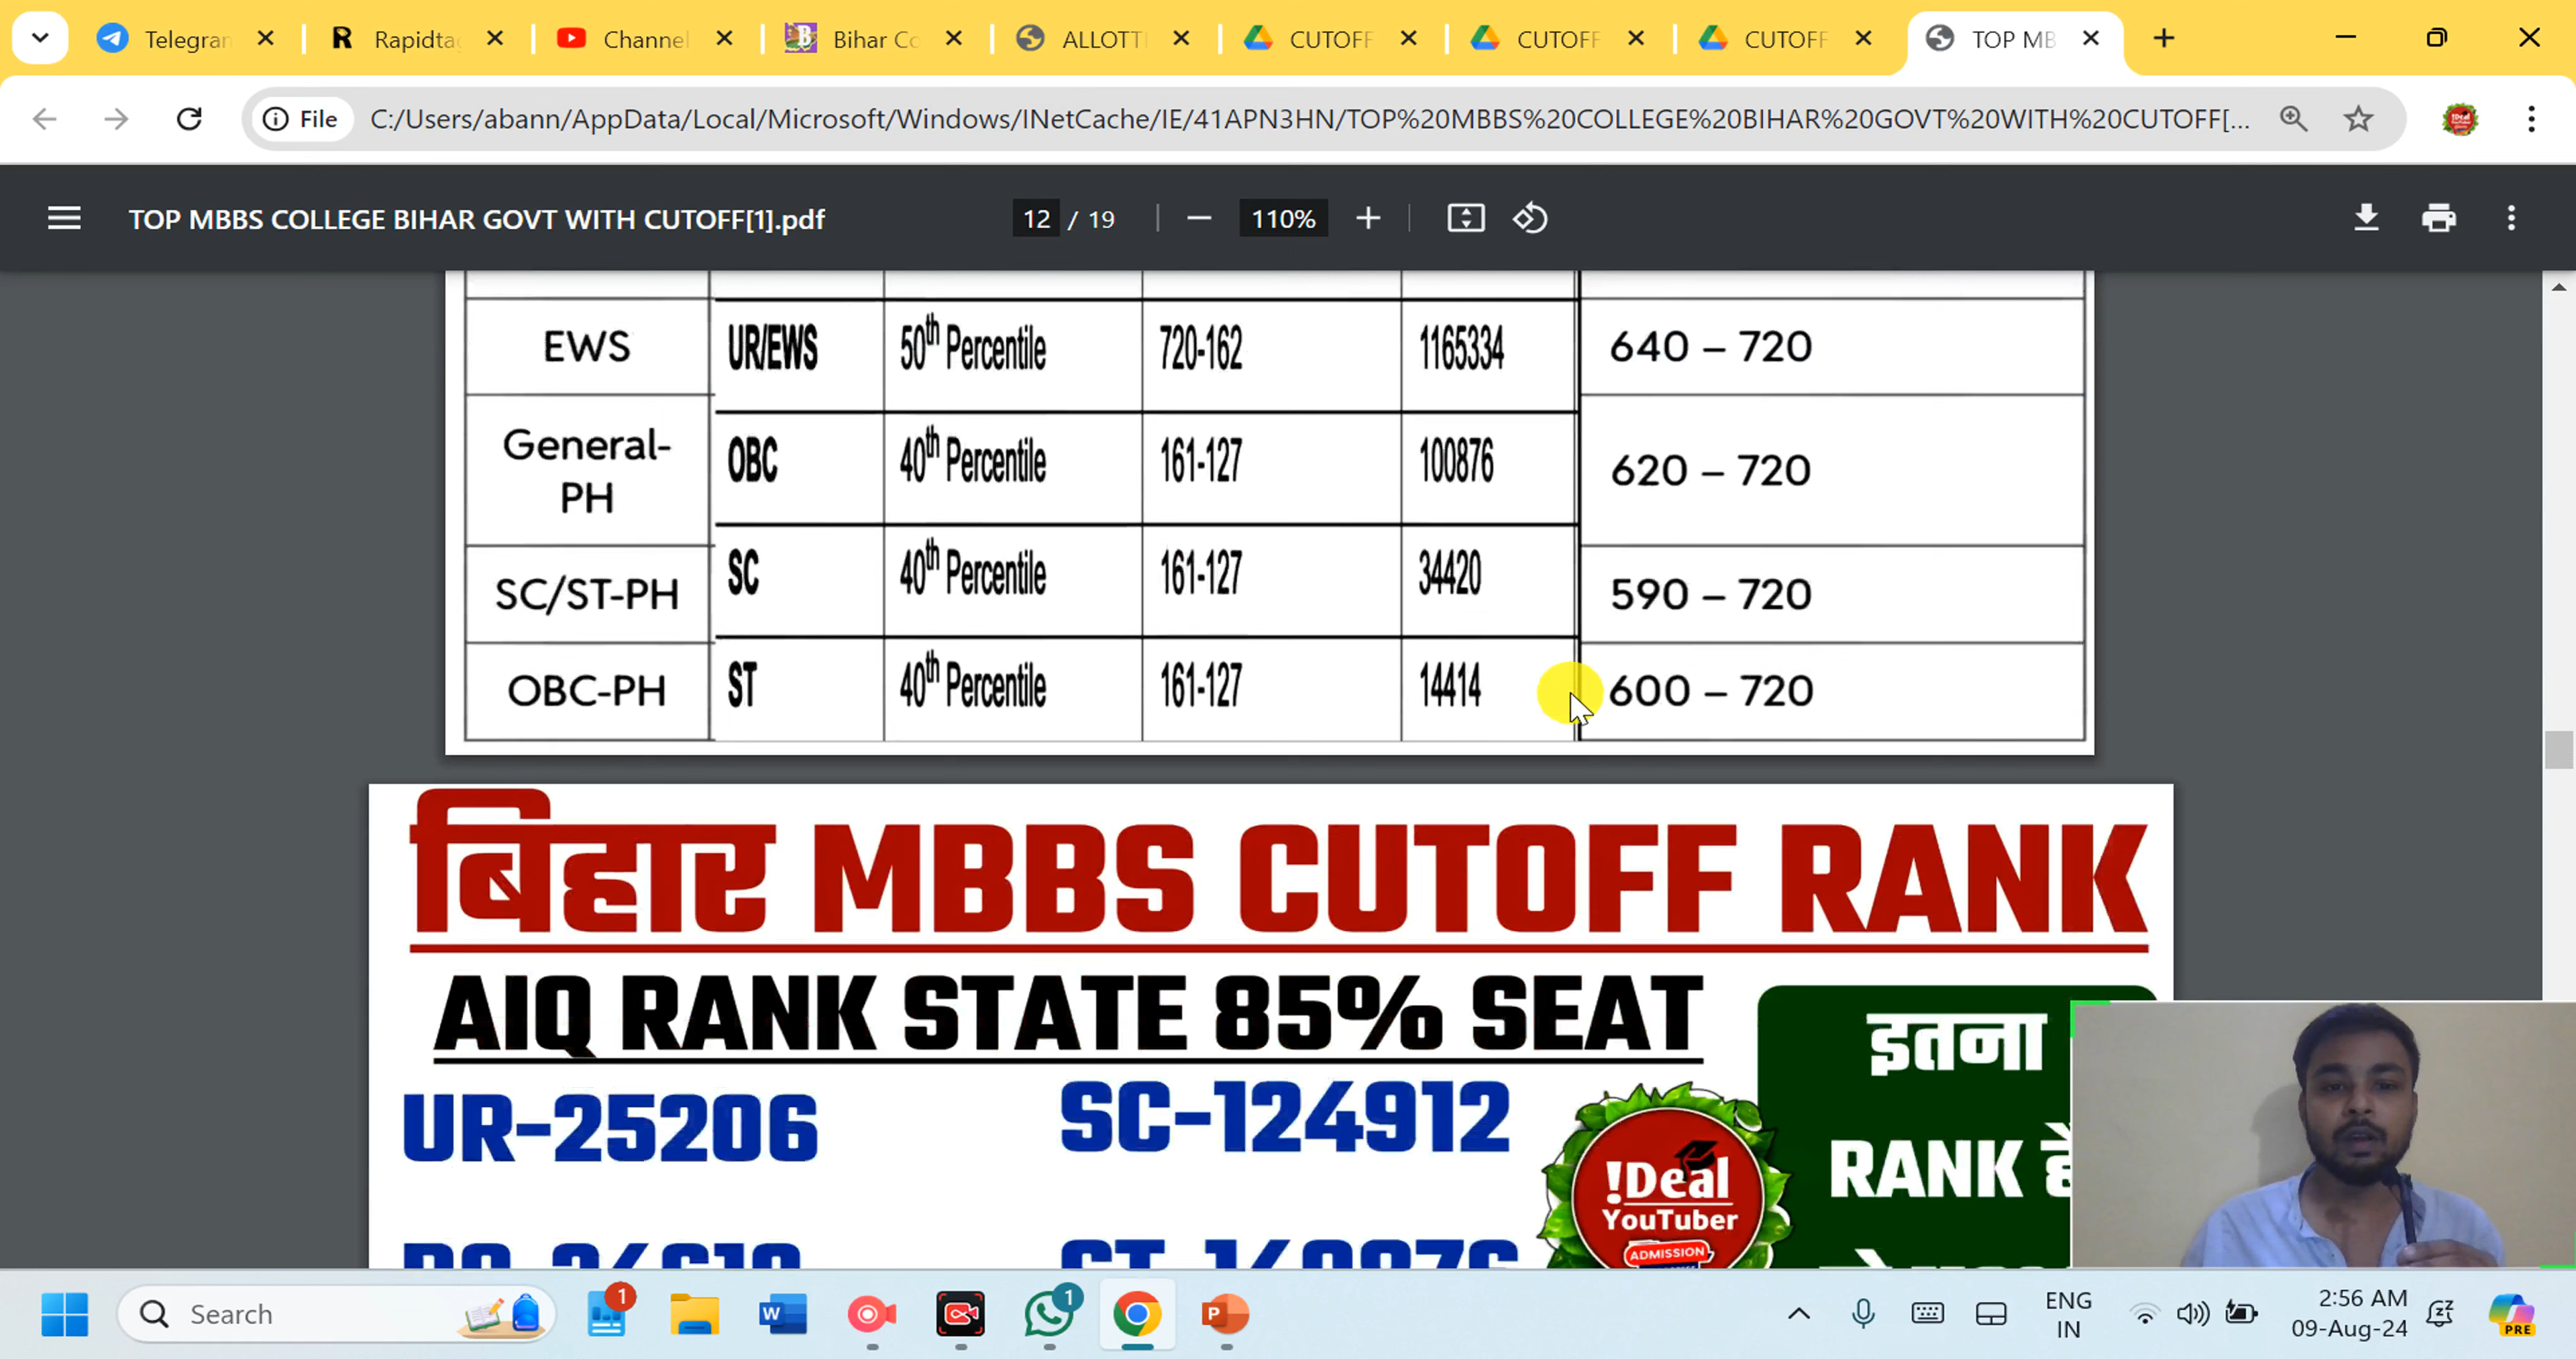 Telegram
Rapidta
Channel
Bihar Co
ALLOTT
CUTOFF
CUTOFF
CUTOFF
TOP MB
File
C:/Users/abann/AppData/Local/Microsoft/Windows/INetCache/IE/41APN3HN/TOP%20MBBS%20COLLEGE%20BIHAR%20GOVT%20WITH%20CUTOFF[...
TOP MBBS COLLEGE BIHAR GOVT WITH CUTOFF[1].pdf
12 / 19
110%
EWS UR/EWS 50th Percentile 720-162 1165334 640 – 720
General-PH OBC 40th Percentile 161-127 100876 620 – 720
SC/ST-PH SC 40th Percentile 161-127 34420 590 – 720
OBC-PH ST 40th Percentile 161-127 14414 600 – 720
बिहार MBBS CUTOFF RANK
AIQ RANK STATE 85% SEAT
इतना
RANK है
UR-25206
SC-124912
!Deal
YouTuber
ADMISSION
Search
1
1
ENG
IN
2:56 AM
09-Aug-24
PRE